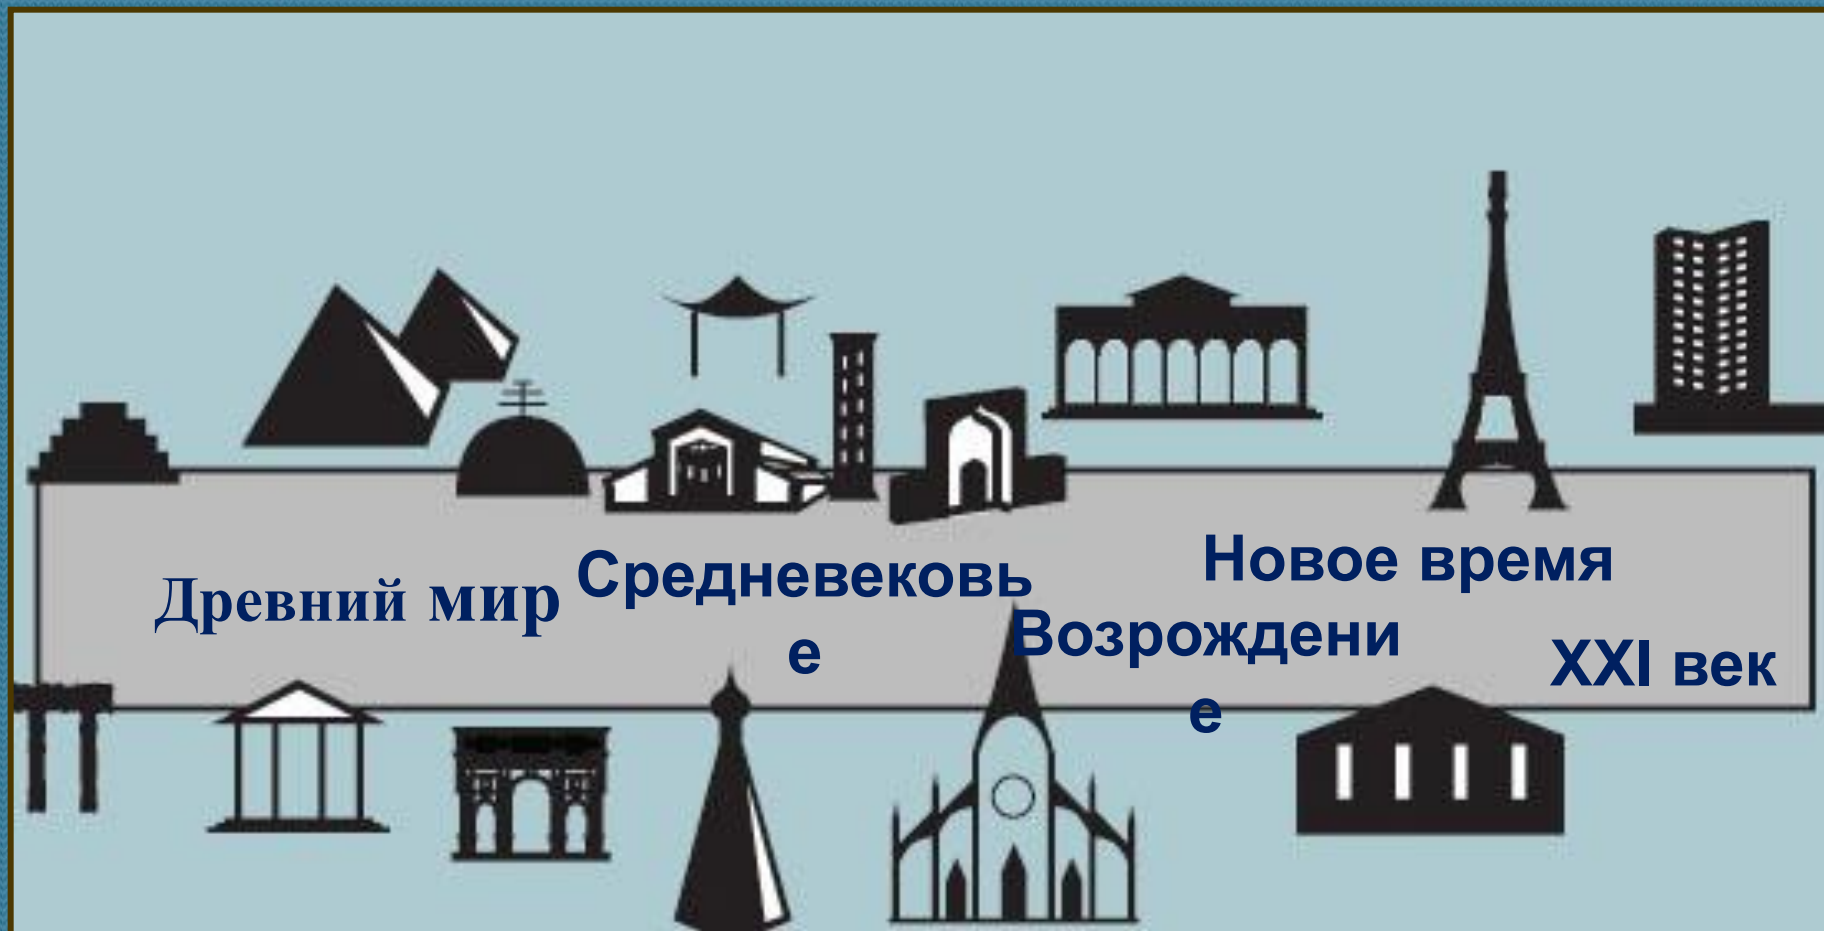 Древний мир
Средневековь
е
Новое время
Возрождени
е
XXI век